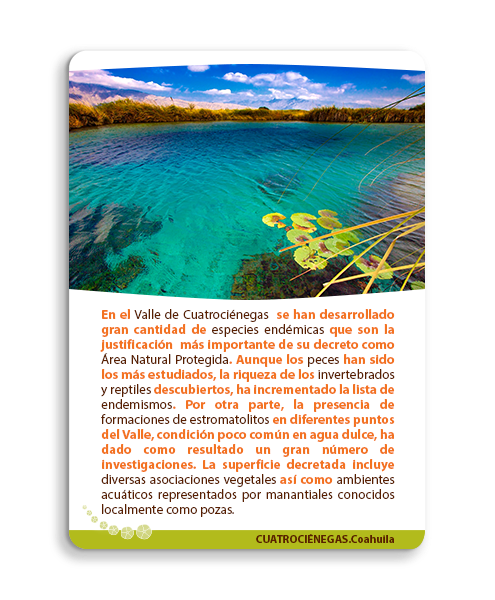 En el Valle de Cuatrociénegas se han desarrollado
gran cantidad de especies endémicas que son la
justificación más importante de su decreto como
Área Natural Protegida. Aunque los peces han sido
los más estudiados, la riqueza de los invertebrados
y reptiles descubiertos, ha incrementado la lista de
endemismos. Por otra parte, la presencia de
formaciones de estromatolitos en diferentes puntos
del Valle, condición poco común en agua dulce, ha
dado como resultado un gran número de
investigaciones. La superficie decretada incluye
diversas asociaciones vegetales así como ambientes
acuáticos representados por manantiales conocidos
localmente como pozas.
CUATROCIÉNEGAS.Coahuila